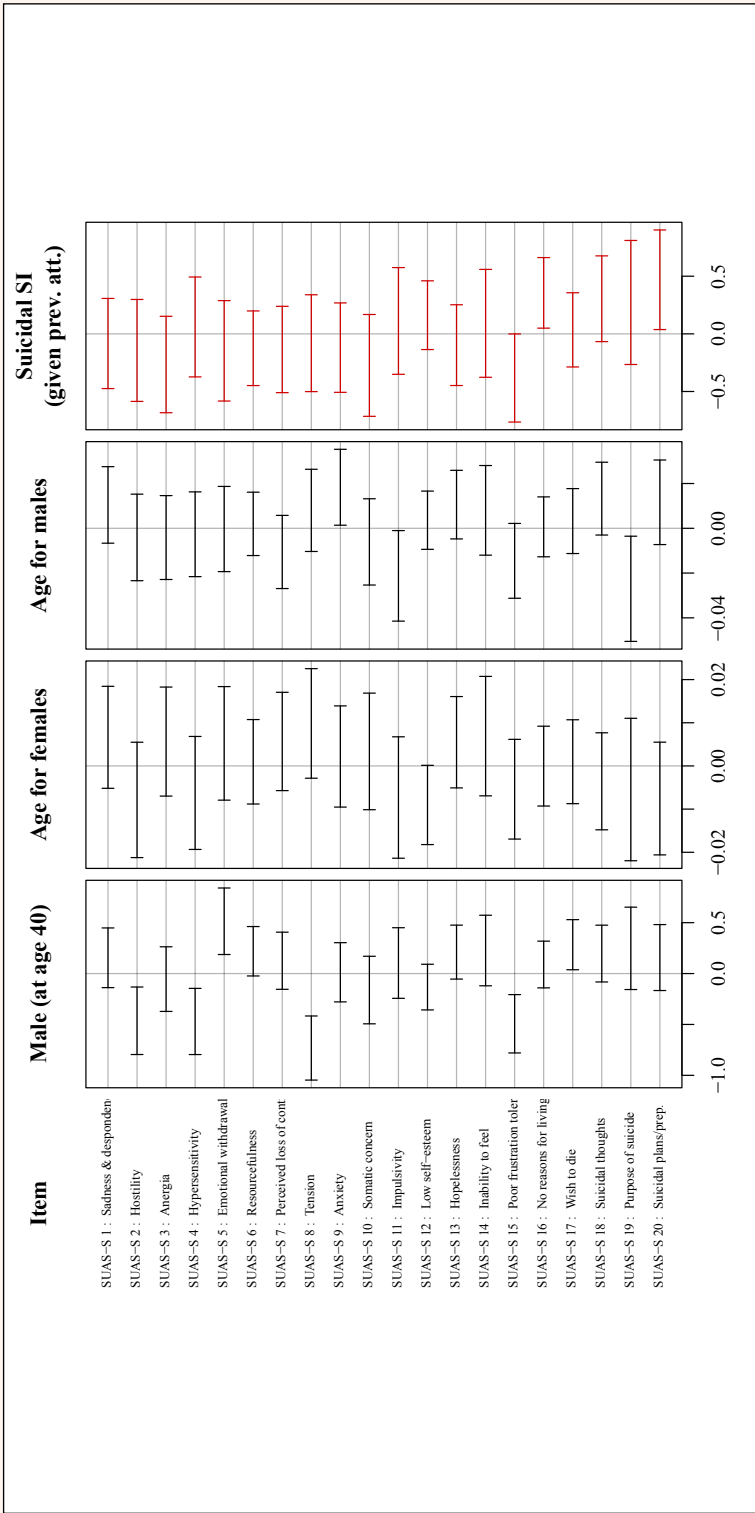 Item
Male (at age 40)
Age for females
Age for males
Suicidal SI
(given prev. att.)
SUAS−S 1 : Sadness & desponden
SUAS−S 2 : Hostility
SUAS−S 3 : Anergia
SUAS−S 4 : Hypersensitivity
SUAS−S 5 : Emotional withdrawal
SUAS−S 6 : Resourcefulness
SUAS−S 7 : Perceived loss of cont
SUAS−S 8 : Tension
SUAS−S 9 : Anxiety
SUAS−S 10 : Somatic concern
SUAS−S 11 : Impulsivity
SUAS−S 12 : Low self−esteem
SUAS−S 13 : Hopelessness
SUAS−S 14 : Inability to feel
SUAS−S 15 : Poor frustration toler
SUAS−S 16 : No reasons for living
SUAS−S 17 : Wish to die
SUAS−S 18 : Suicidal thoughts
SUAS−S 19 : Purpose of suicide
SUAS−S 20 : Suicidal plans/prep.
−1.0 0.0 0.5
−0.02 0.00 0.02
−0.04 0.00
−0.5 0.0 0.5